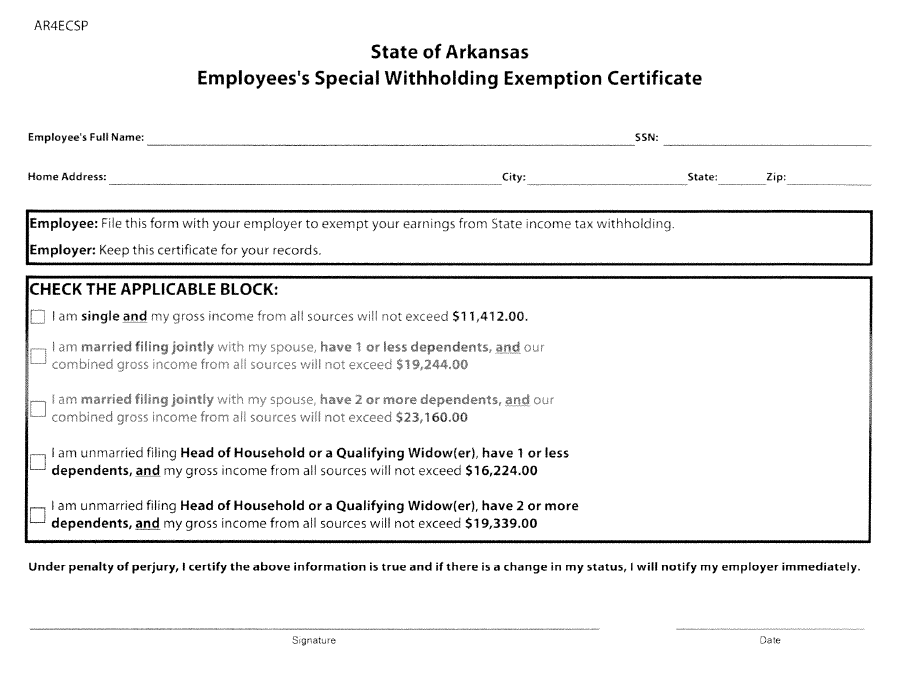 AR4ECSP
State of Arkansas
Employees's Special Withholding Exemption Certificate
Employee's Full Name: SSN:
Home Address: City: State: Zip:
Employee: File this form with your employer to exempt your earnings from State income tax withholding.
Employer: Keep this certificate for your records.
CHECK THE APPLICABLE BLOCK:
I am single and my gross income from all sources will not exceed $11,412.00.
I am married filing jointly with my spouse, have 1 or less dependents, and our
combined gross income from all sources will not exceed $19,244.00
I am married filing jointly with my spouse, have 2 or more dependents, and our
combined gross income from all sources will not exceed $23,160.00
I am unmarried filing Head of Household or a Qualifying Widow(er), have 1 or less
dependents, and my gross income from all sources will not exceed $16,224.00
I am unmarried filing Head of Household or a Qualifying Widow(er), have 2 or more
dependents, and my gross income from all sources will not exceed $19,339.00
Under penalty of perjury, I certify the above information is true and if there is a change in my status, I will notify my employer immediately.
Signature Date